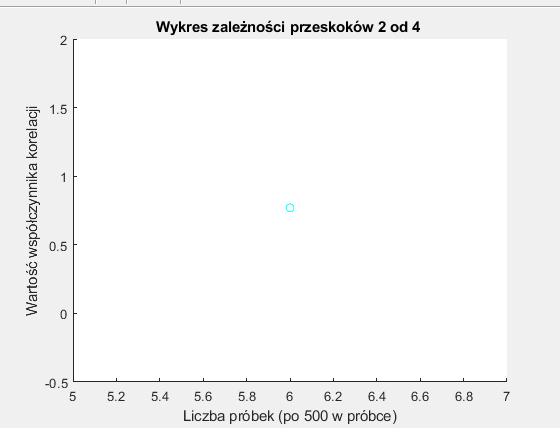 Wykres zależności przeskoków 2 od 4
Wartość współczynnika korelacji
2
1.5
1
0.5
0
-0.5
5 5.2 5.4 5.6 5.8 6 6.2 6.4 6.6 6.8 7
Liczba próbek (po 500 w próbce)